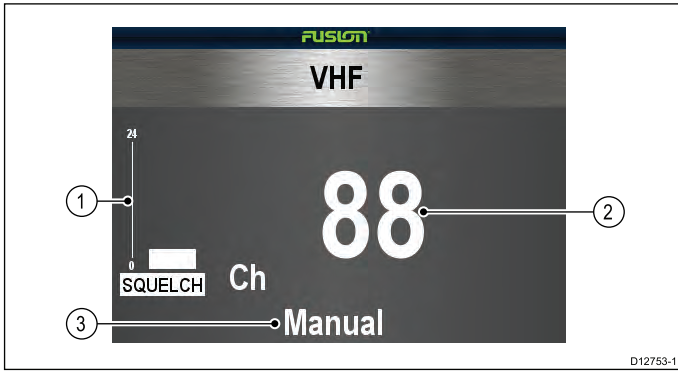 FUSION
VHF
24
1
88
2
0
SQUELCH
Ch
3
Manual
D12753-1